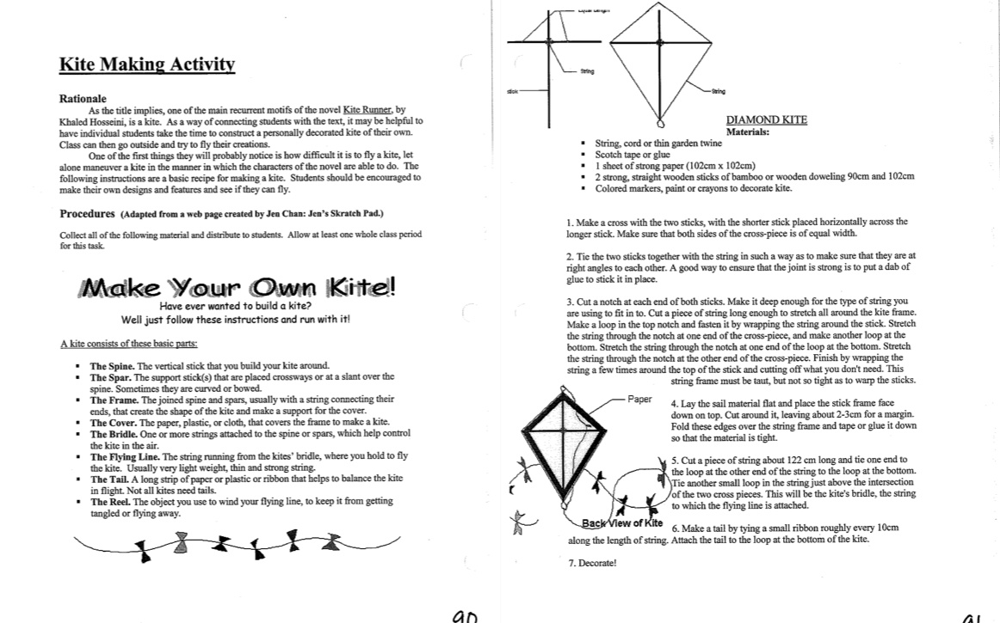 Kite Making Activity
Rationale
As the title implies, one of the main recurrent motifs of the novel Kite Runner, by
Khaled Hosseini, is a kite. As a way of connecting students with the text, it may be helpful to
have individual students take the time to construct a personally decorated kite of their own.
Class can then go outside and try to fly their creations.
One of the first things they will probably notice is how difficult it is to fly a kite, let
alone maneuver a kite in the manner in which the characters of the novel are able to do. The
following instructions are a basic recipe for making a kite. Students should be encouraged to
make their own designs and features and see if they can fly.
Procedures (Adapted from a web page created by Jen Chan: Jen's Skratch Pad.)
Collect all of the following material and distribute to students. Allow at least one whole class period
for this task.
Make Your Own Kite!
Have ever wanted to build a kite?
Well just follow these instructions and run with it!
A kite consists of these basic parts:
▪ The Spine. The vertical stick that you build your kite around.
▪ The Spar. The support stick(s) that are placed crossways or at a slant over the
spine. Sometimes they are curved or bowed.
▪ The Frame. The joined spine and spars, usually with a string connecting their
ends, that create the shape of the kite and make a support for the cover.
▪ The Cover. The paper, plastic, or cloth, that covers the frame to make a kite.
▪ The Bridle. One or more strings attached to the spine or spars, which help control
the kite in the air.
▪ The Flying Line. The string running from the kites' bridle, where you hold to fly
the kite. Usually very light weight, thin and strong string.
▪ The Tail. A long strip of paper or plastic or ribbon that helps to balance the kite
in flight. Not all kites need tails.
▪ The Reel. The object you use to wind your flying line, to keep it from getting
tangled or flying away.
90
String
stick
String
DIAMOND KITE
Materials:
▪ String, cord or thin garden twine
▪ Scotch tape or glue
▪ 1 sheet of strong paper (102cm x 102cm)
▪ 2 strong, straight wooden sticks of bamboo or wooden doweling 90cm and 102cm
▪ Colored markers, paint or crayons to decorate kite.
1. Make a cross with the two sticks, with the shorter stick placed horizontally across the
longer stick. Make sure that both sides of the cross-piece is of equal width.
2. Tie the two sticks together with the string in such a way as to make sure that they are at
right angles to each other. A good way to ensure that the joint is strong is to put a dab of
glue to stick it in place.
3. Cut a notch at each end of both sticks. Make it deep enough for the type of string you
are using to fit in to. Cut a piece of string long enough to stretch all around the kite frame.
Make a loop in the top notch and fasten it by wrapping the string around the stick. Stretch
the string through the notch at one end of the cross-piece, and make another loop at the
bottom. Stretch the string through the notch at one end of the loop at the bottom. Stretch
the string through the notch at the other end of the cross-piece. Finish by wrapping the
string a few times around the top of the stick and cutting off what you don't need. This
string frame must be taut, but not so tight as to warp the sticks.
Paper
4. Lay the sail material flat and place the stick frame face
down on top. Cut around it, leaving about 2-3cm for a margin.
Fold these edges over the string frame and tape or glue it down
so that the material is tight.
5. Cut a piece of string about 122 cm long and tie one end to
the loop at the other end of the string to the loop at the bottom.
Tie another small loop in the string just above the intersection
of the two cross pieces. This will be the kite's bridle, the string
to which the flying line is attached.
Back View of Kite
6. Make a tail by tying a small ribbon roughly every 10cm
along the length of string. Attach the tail to the loop at the bottom of the kite.
7. Decorate!